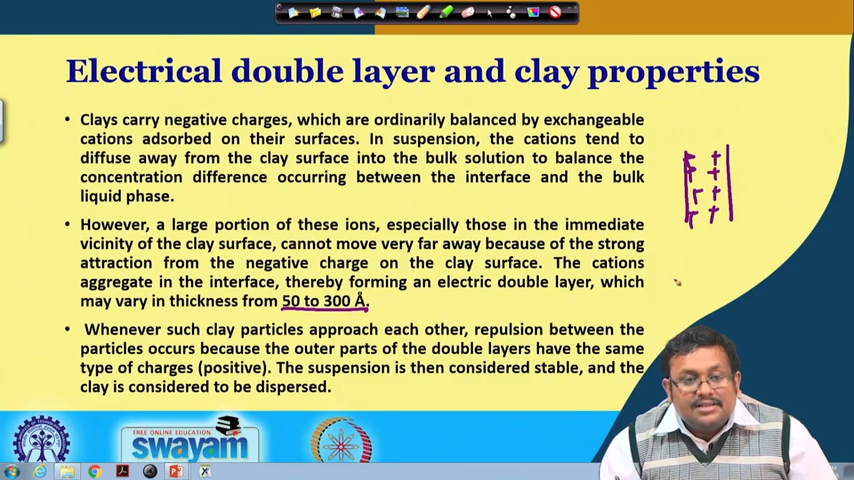 Electrical double layer and clay properties
• Clays carry negative charges, which are ordinarily balanced by exchangeable
cations adsorbed on their surfaces. In suspension, the cations tend to
diffuse away from the clay surface into the bulk solution to balance the
concentration difference occurring between the interface and the bulk
liquid phase.
• However, a large portion of these ions, especially those in the immediate
vicinity of the clay surface, cannot move very far away because of the strong
attraction from the negative charge on the clay surface. The cations
aggregate in the interface, thereby forming an electric double layer, which
may vary in thickness from 50 to 300 Å.
• Whenever such clay particles approach each other, repulsion between the
particles occurs because the outer parts of the double layers have the same
type of charges (positive). The suspension is then considered stable, and the
clay is considered to be dispersed.
FREE ONLINE EDUCATION
swayam